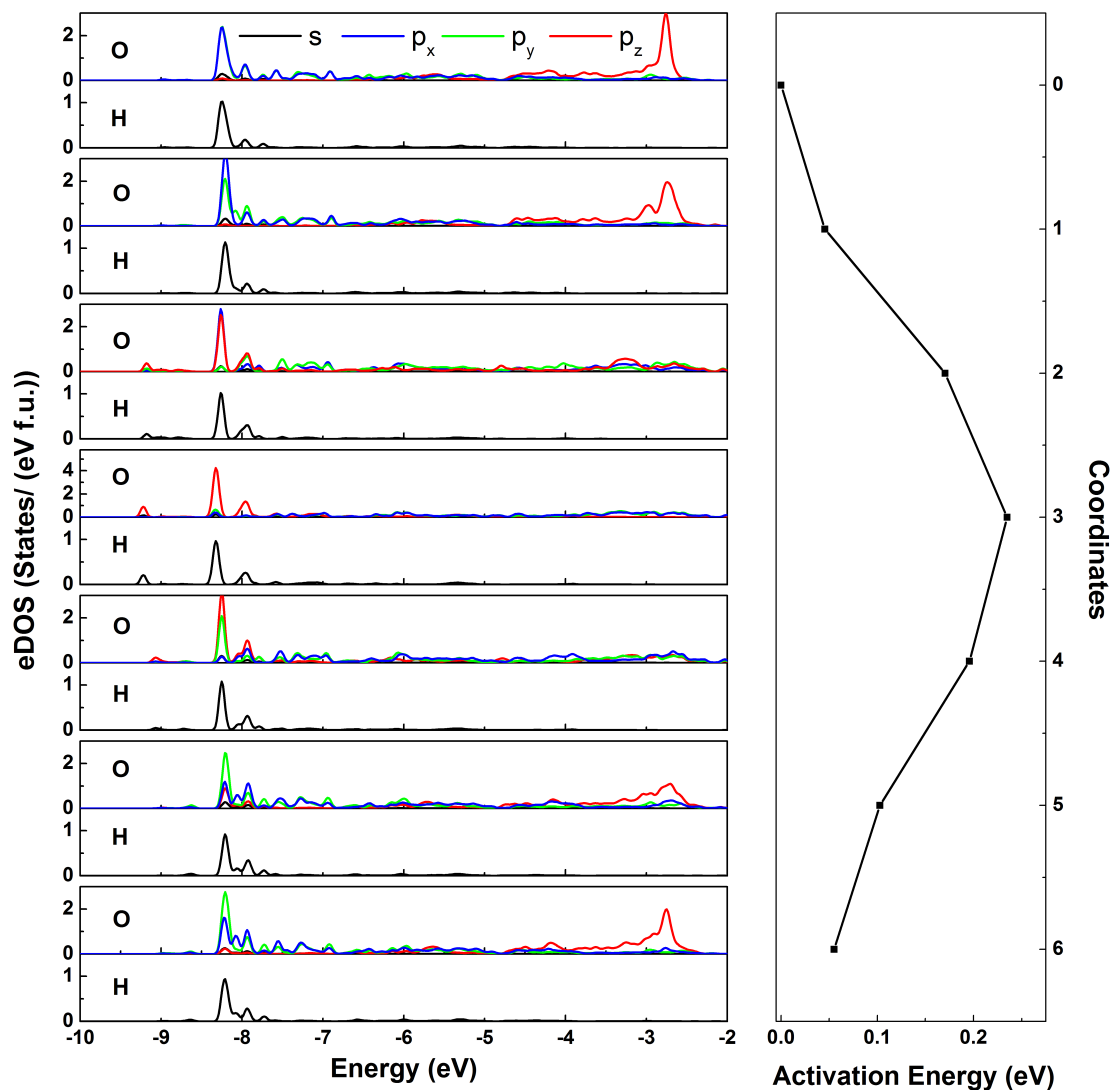 eDOS (States/ (eV f.u.))
s p_x p_y p_z
O 2 0
H 1 0
O 2 0
H 1 0
O 2 0
H 1 0
O 4 2 0
H 1 0
O 2 0
H 1 0
O 2 0
H 1 0
O 2 0
H 1 0
-10 -9 -8 -7 -6 -5 -4 -3 -2
Energy (eV)
0
1
2
3
4
5
6
Coordinates
0.0 0.1 0.2
Activation Energy (eV)